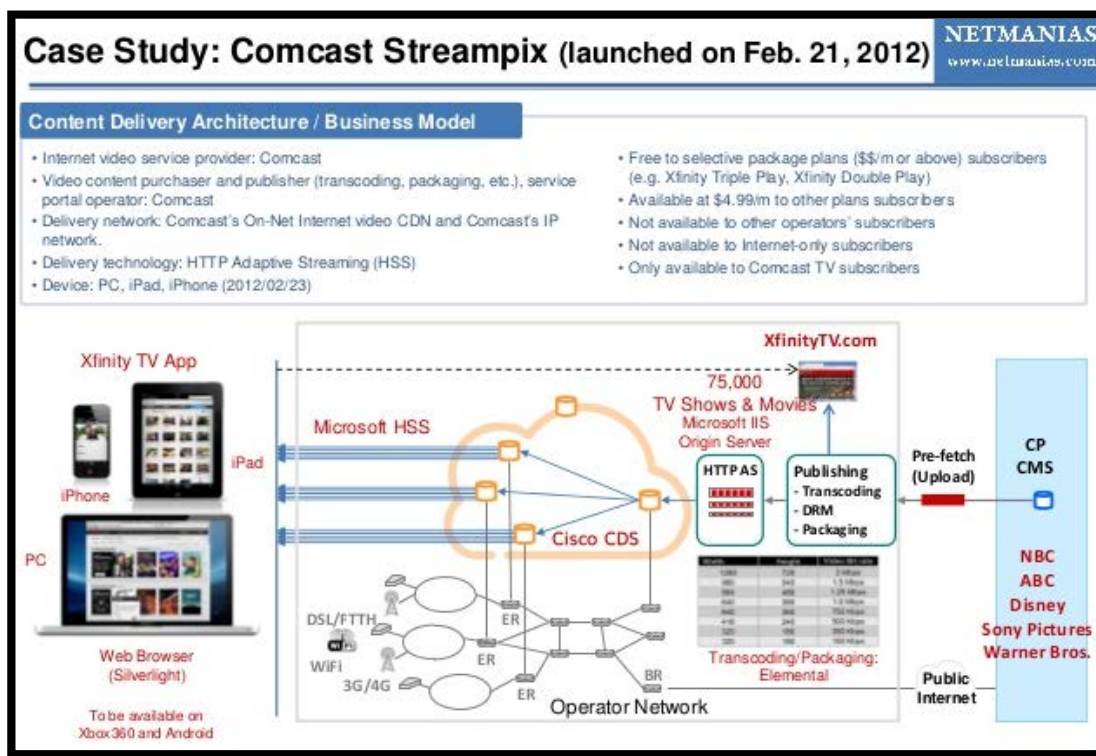 Case Study: Comcast Streampix (launched on Feb. 21, 2012)
NETMANIAS
www.netmanias.com
Content Delivery Architecture / Business Model
• Internet video service provider: Comcast
• Video content purchaser and publisher (transcoding, packaging, etc.), service
portal operator: Comcast
• Delivery network: Comcast's On-Net Internet video CDN and Comcast's IP
network.
• Delivery technology: HTTP Adaptive Streaming (HSS)
• Device: PC, iPad, iPhone (2012/02/23)
• Free to selective package plans ($$/m or above) subscribers
(e.g. Xfinity Triple Play, Xfinity Double Play)
• Available at $4.99/m to other plans subscribers
• Not available to other operators' subscribers
• Not available to Internet-only subscribers
• Only available to Comcast TV subscribers
Xfinity TV App
iPhone
iPad
PC
Web Browser
(Silverlight)
To be available on
Xbox360 and Android
Microsoft HSS
XfinityTV.com
75,000
TV Shows & Movies
Microsoft IIS
Origin Server
HTTP AS
Publishing
- Transcoding
- DRM
- Packaging
Pre-fetch
(Upload)
CP
CMS
NBC
ABC
Disney
Sony Pictures
Warner Bros.
Cisco CDS
DSL/FTTH
WiFi
3G/4G
ER
ER
ER
BR
Transcoding/Packaging:
Elemental
Operator Network
Public
Internet